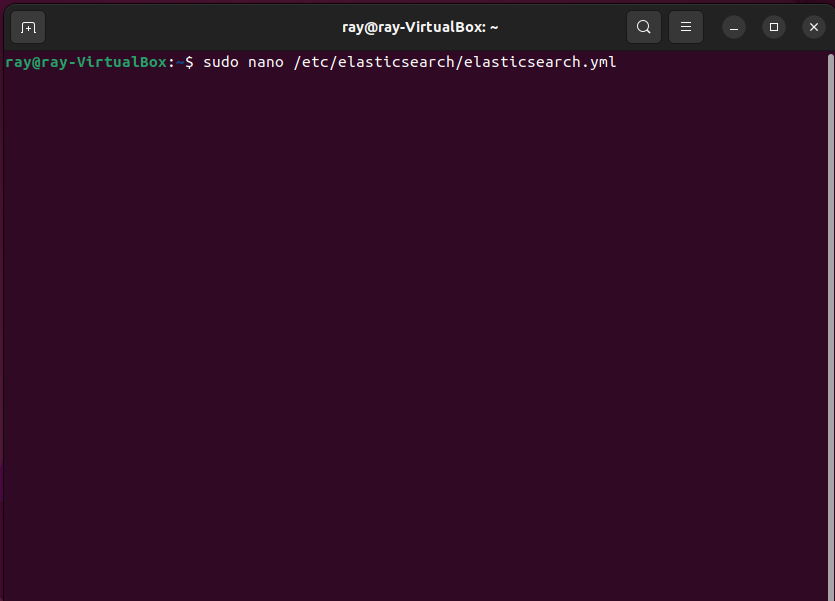 ray@ray-VirtualBox: ~
ray@ray-VirtualBox:~$ sudo nano /etc/elasticsearch/elasticsearch.yml